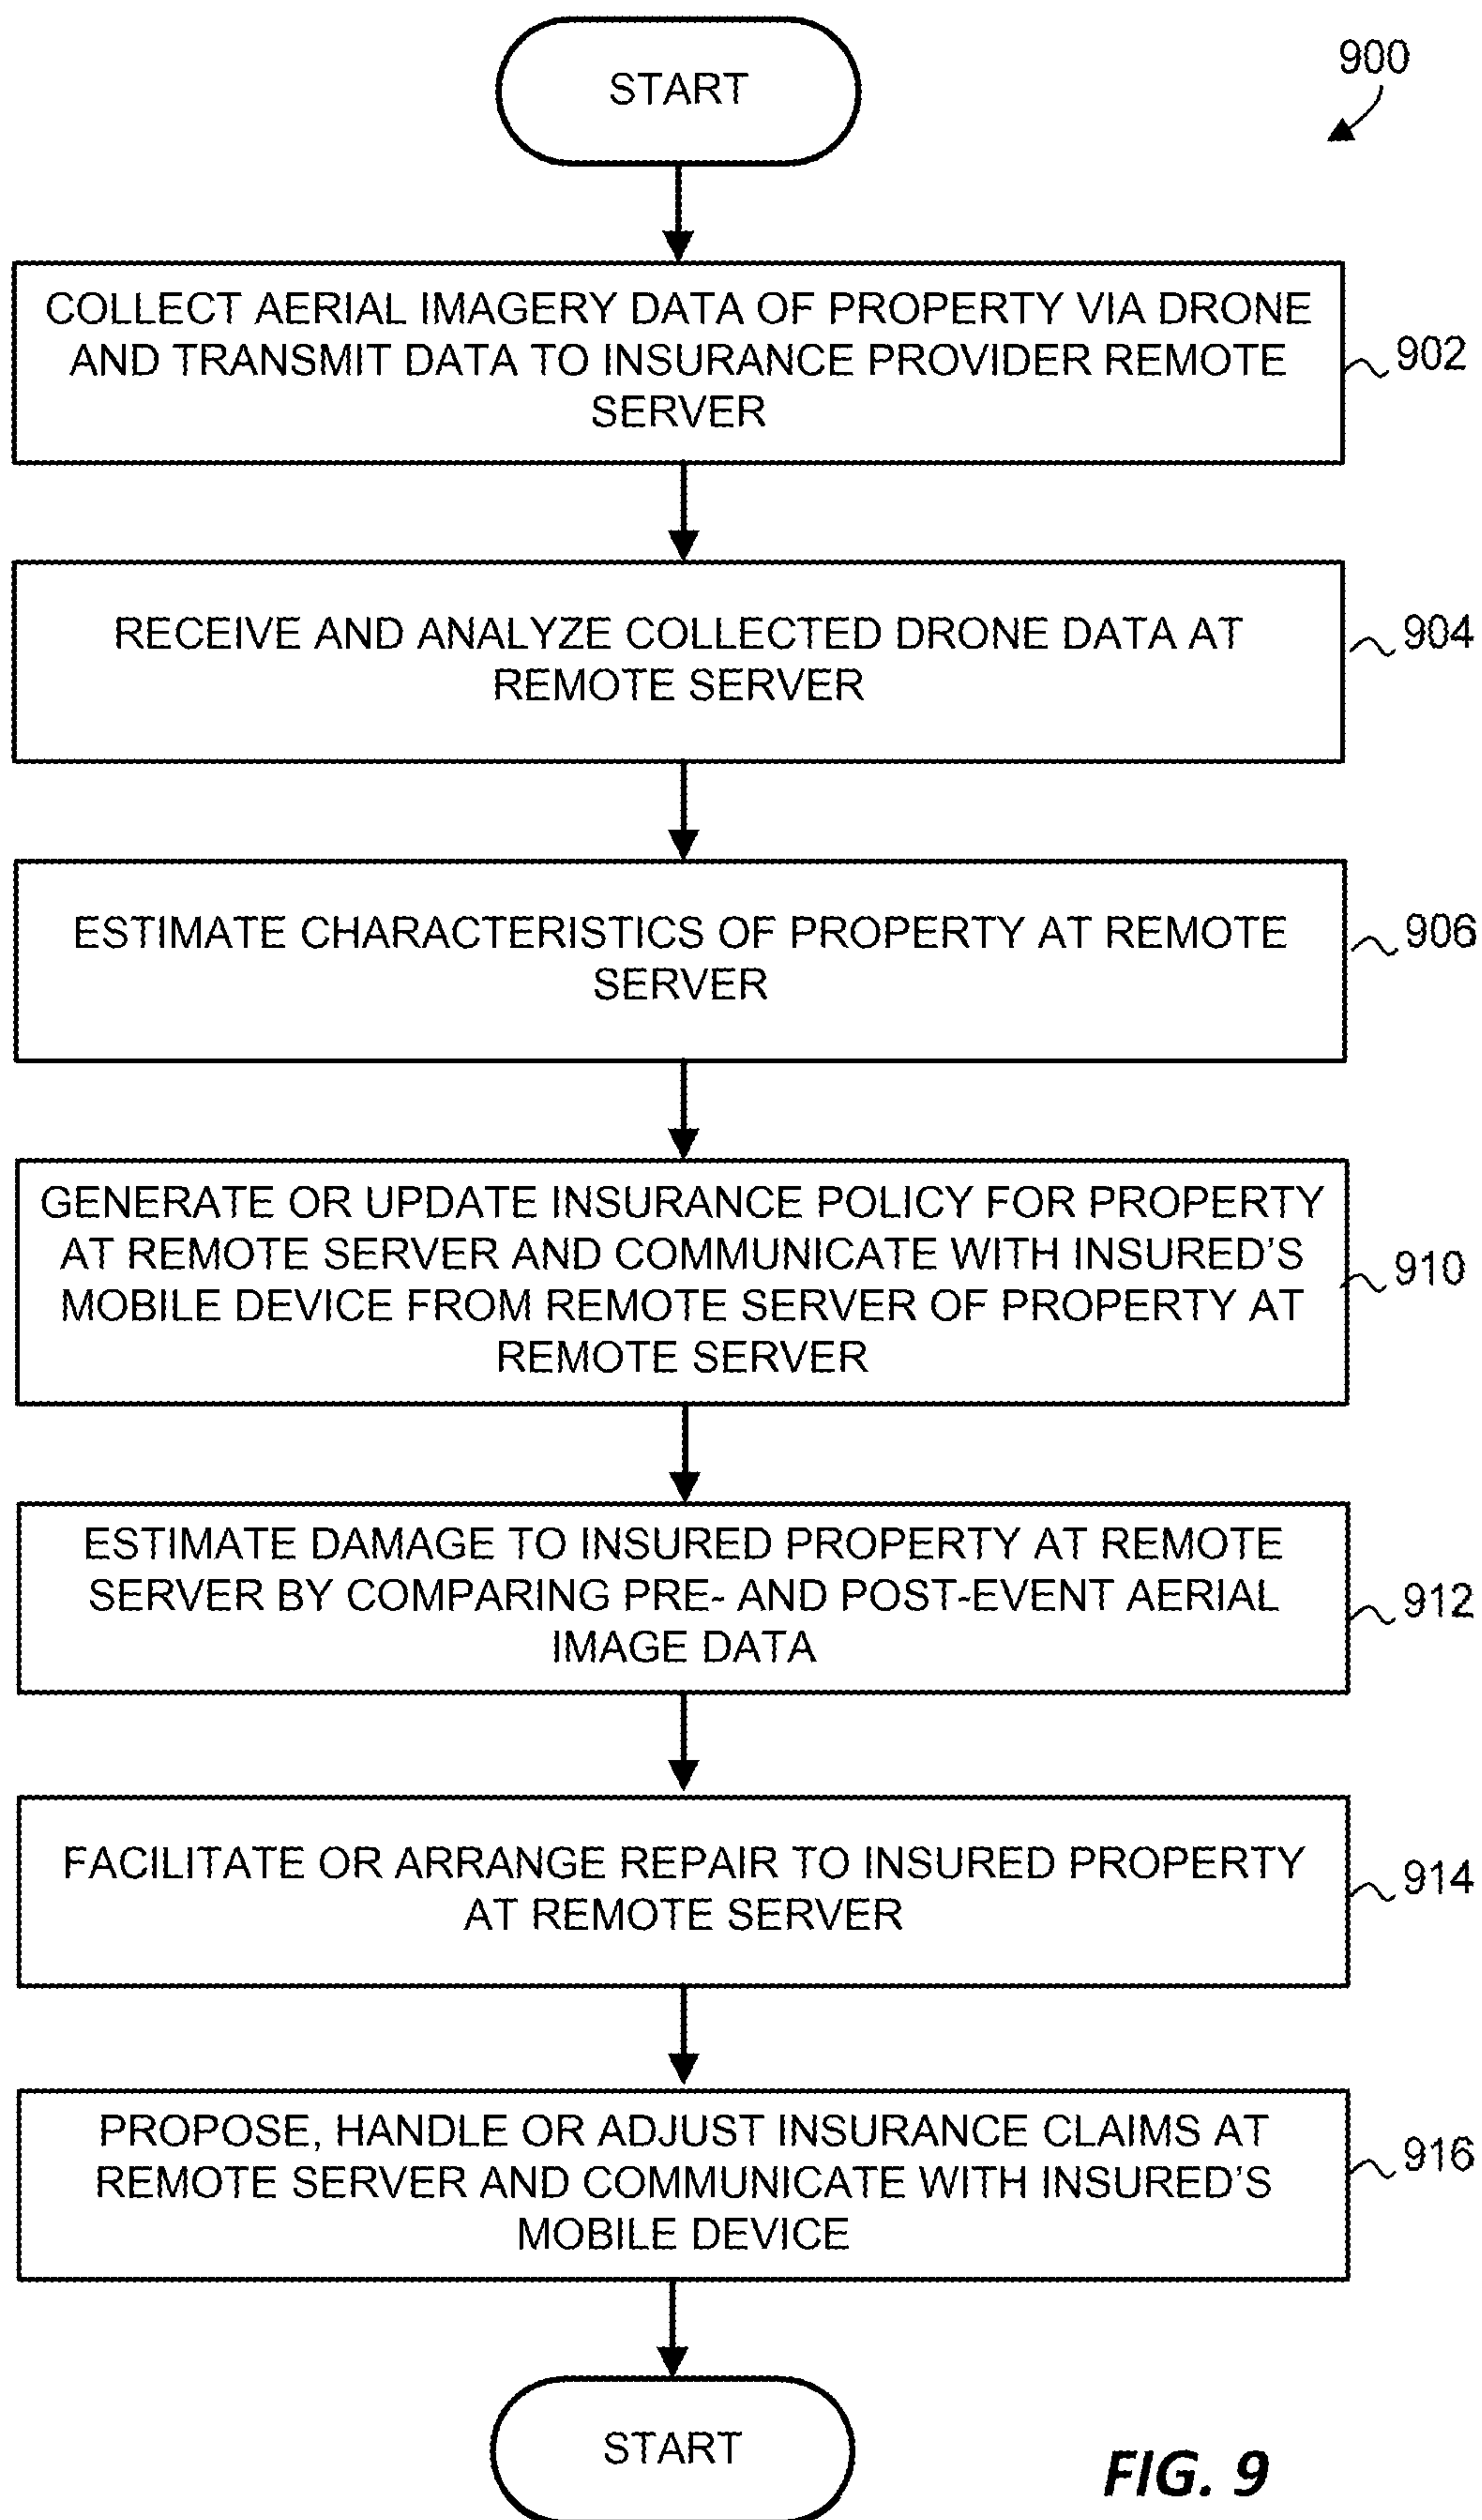 START
900
COLLECT AERIAL IMAGERY DATA OF PROPERTY VIA DRONE
AND TRANSMIT DATA TO INSURANCE PROVIDER REMOTE
SERVER
902
RECEIVE AND ANALYZE COLLECTED DRONE DATA AT
REMOTE SERVER
904
ESTIMATE CHARACTERISTICS OF PROPERTY AT REMOTE
SERVER
906
GENERATE OR UPDATE INSURANCE POLICY FOR PROPERTY
AT REMOTE SERVER AND COMMUNICATE WITH INSURED'S
MOBILE DEVICE FROM REMOTE SERVER OF PROPERTY AT
REMOTE SERVER
910
ESTIMATE DAMAGE TO INSURED PROPERTY AT REMOTE
SERVER BY COMPARING PRE- AND POST-EVENT AERIAL
IMAGE DATA
912
FACILITATE OR ARRANGE REPAIR TO INSURED PROPERTY
AT REMOTE SERVER
914
PROPOSE, HANDLE OR ADJUST INSURANCE CLAIMS AT
REMOTE SERVER AND COMMUNICATE WITH INSURED'S
MOBILE DEVICE
916
START
FIG. 9